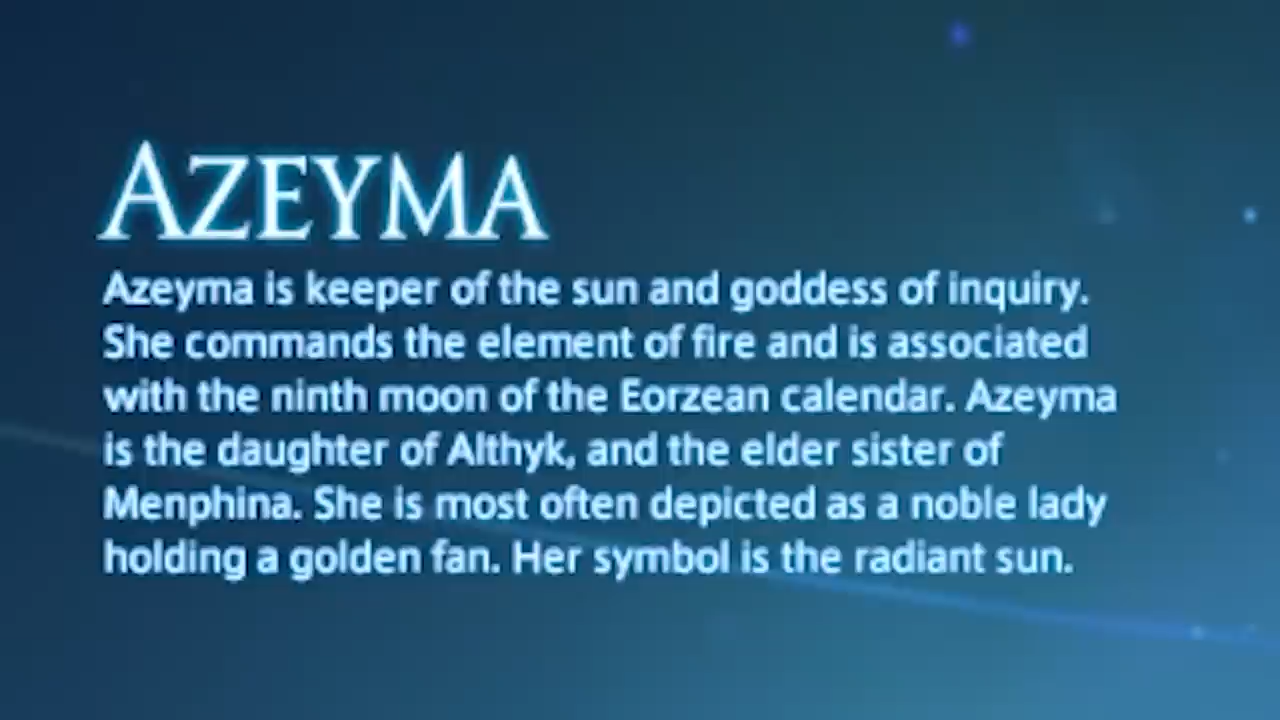 AZEYMA
Azeyma is keeper of the sun and goddess of inquiry.
She commands the element of fire and is associated
with the ninth moon of the Eorzean calendar. Azeyma
is the daughter of Althyk, and the elder sister of
Menphina. She is most often depicted as a noble lady
holding a golden fan. Her symbol is the radiant sun.